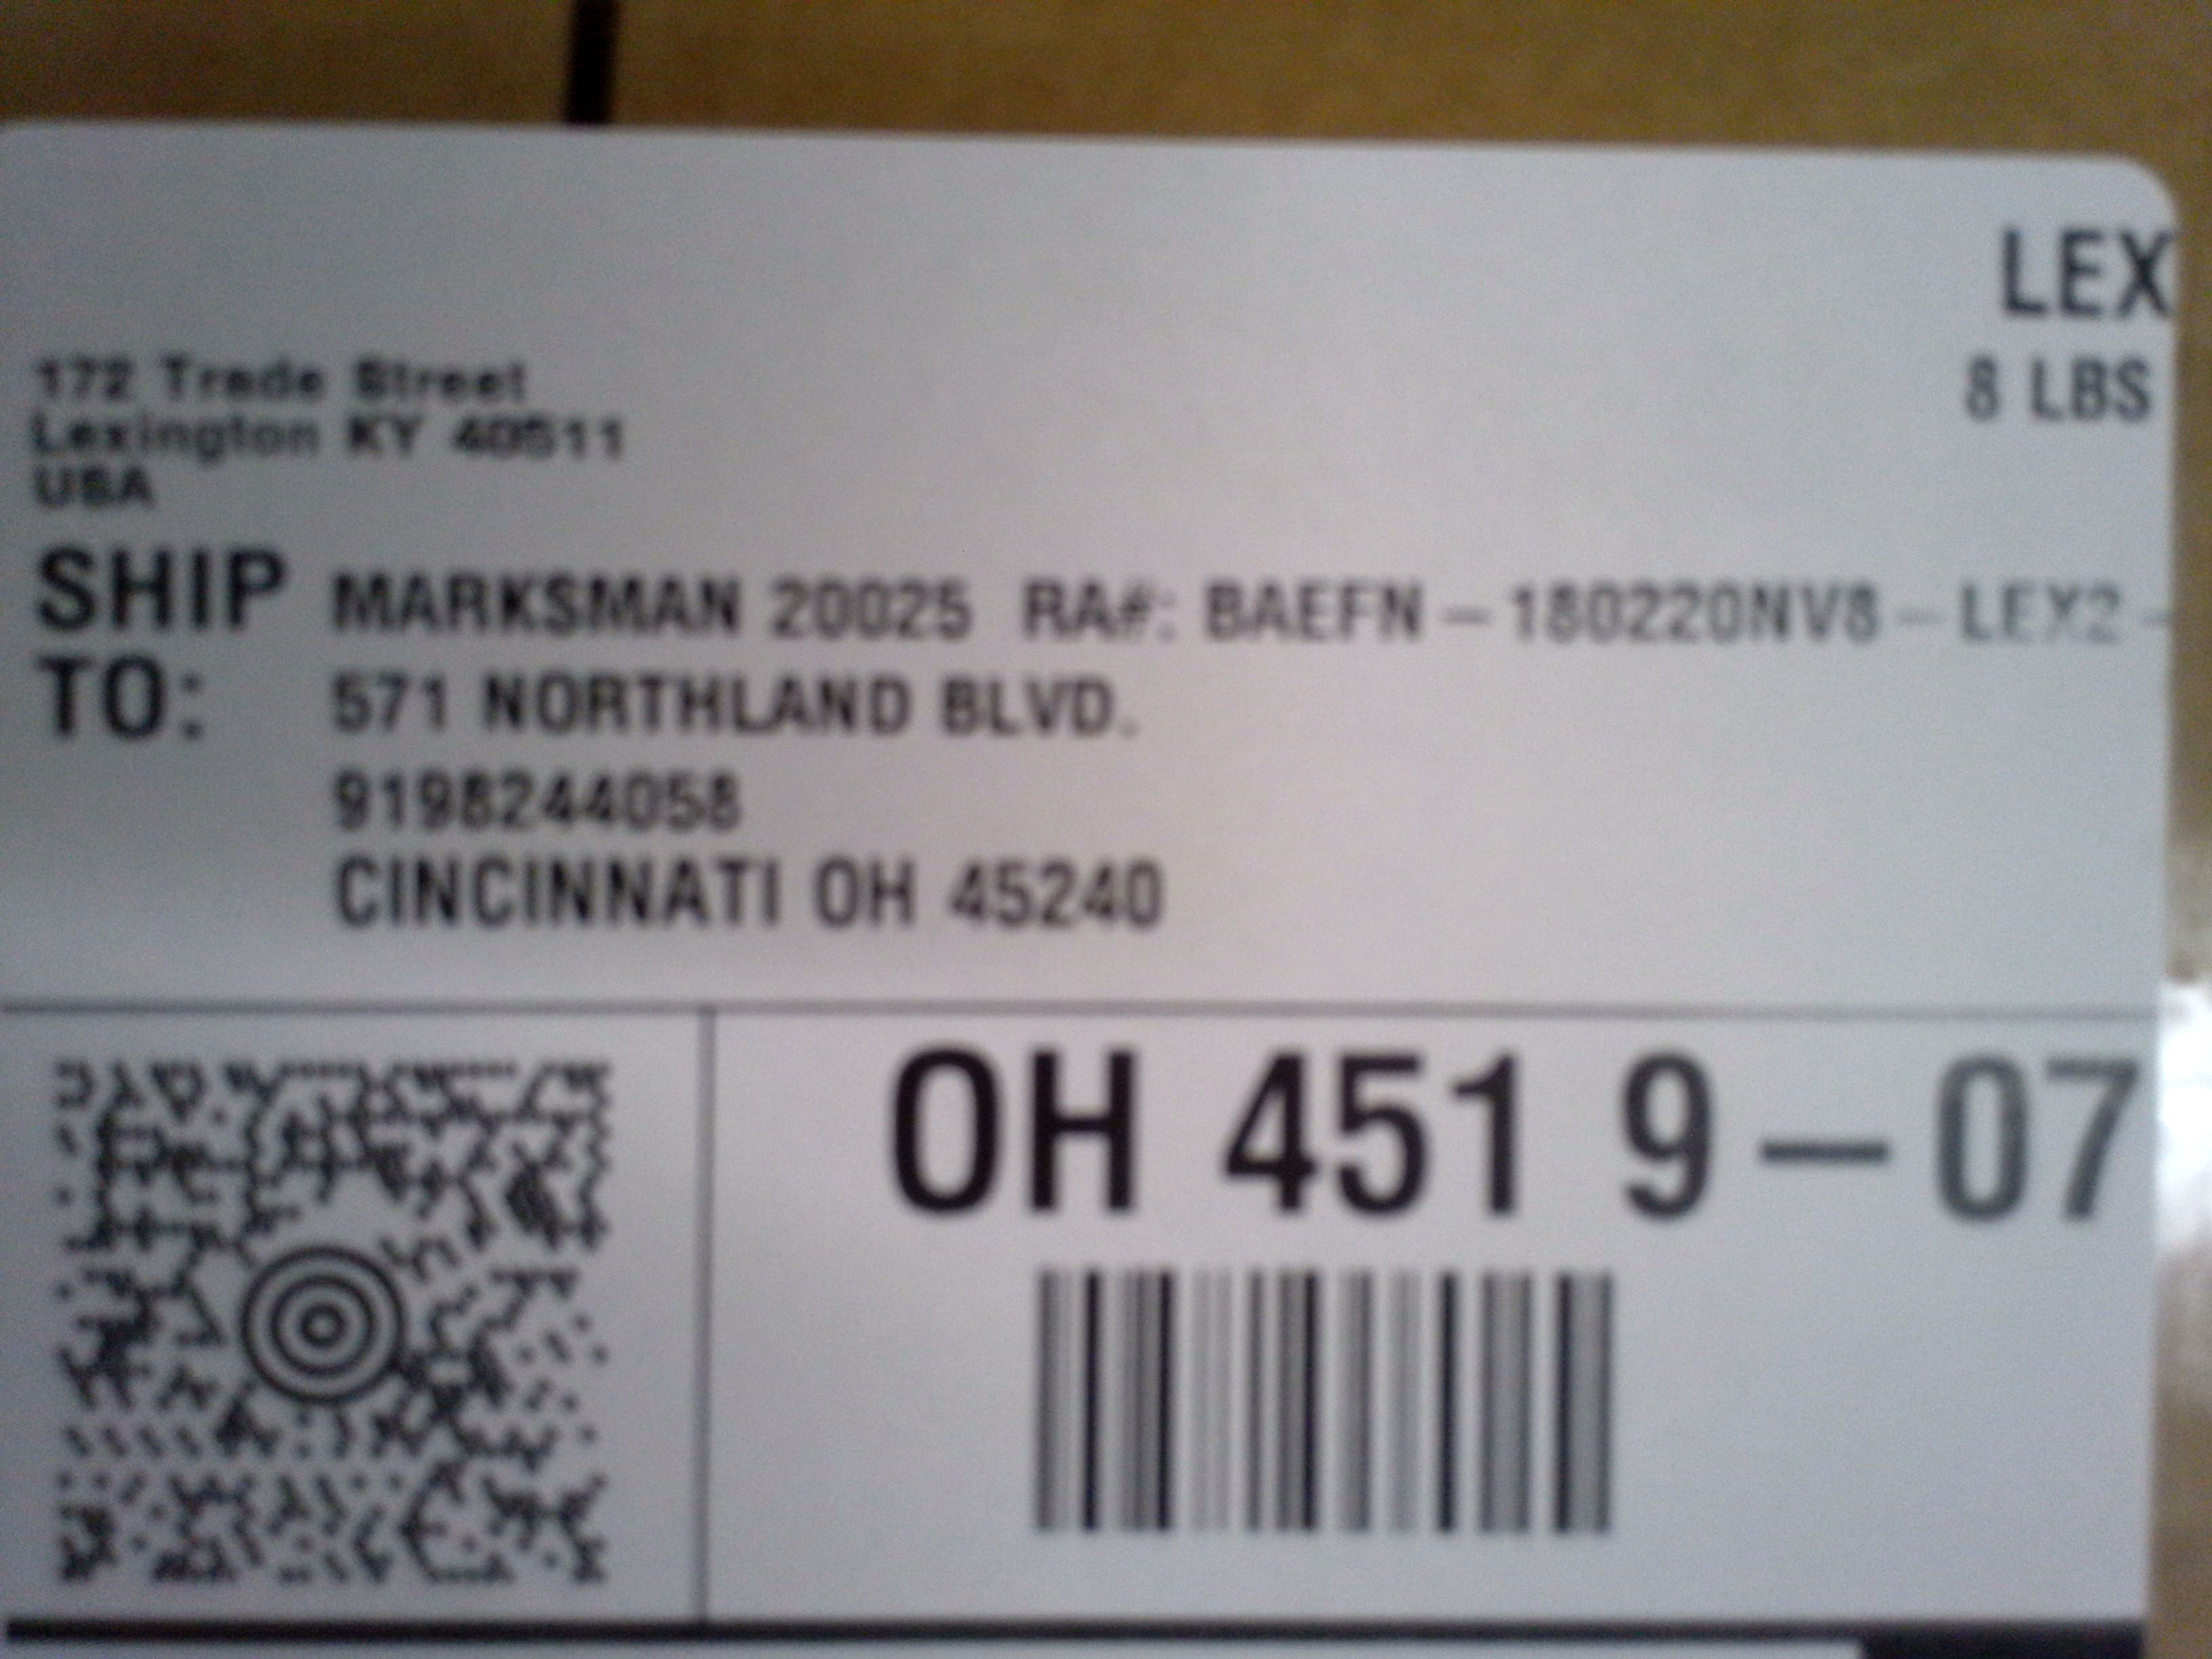 LEX
8 LBS
172 Trade Street
Lexington KY 40511
USA
SHIP TO:
MARKSMAN 20025 RA#: BAEFN-180220NV8-LEX2-
571 NORTHLAND BLVD.
9198244058
CINCINNATI OH 45240
OH 451 9-07